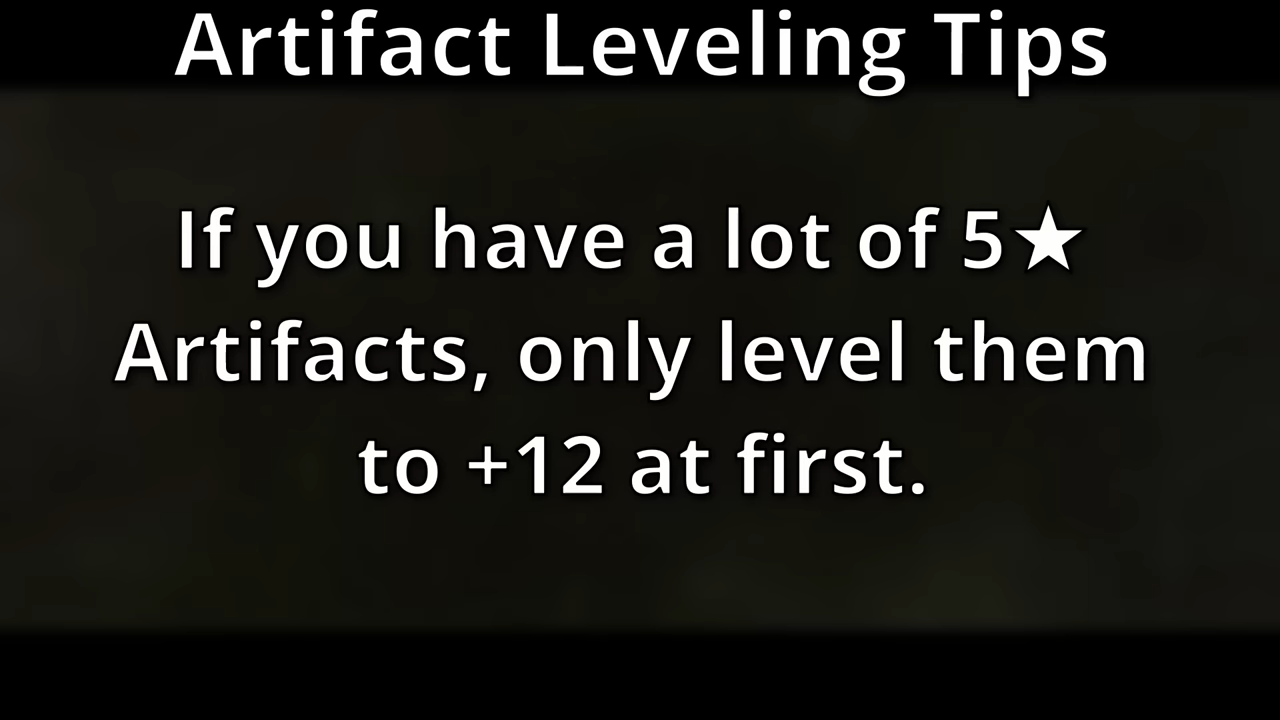 Artifact Leveling Tips
If you have a lot of 5★
Artifacts, only level them
to +12 at first.